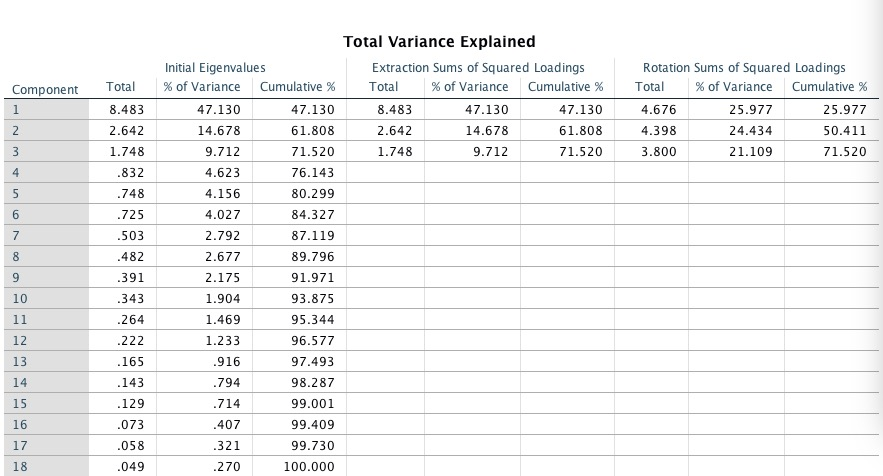 Total Variance Explained
Initial Eigenvalues Extraction Sums of Squared Loadings Rotation Sums of Squared Loadings
Component Total % of Variance Cumulative % Total % of Variance Cumulative % Total % of Variance Cumulative %
1 8.483 47.130 47.130 8.483 47.130 47.130 4.676 25.977 25.977
2 2.642 14.678 61.808 2.642 14.678 61.808 4.398 24.434 50.411
3 1.748 9.712 71.520 1.748 9.712 71.520 3.800 21.109 71.520
4 .832 4.623 76.143
5 .748 4.156 80.299
6 .725 4.027 84.327
7 .503 2.792 87.119
8 .482 2.677 89.796
9 .391 2.175 91.971
10 .343 1.904 93.875
11 .264 1.469 95.344
12 .222 1.233 96.577
13 .165 .916 97.493
14 .143 .794 98.287
15 .129 .714 99.001
16 .073 .407 99.409
17 .058 .321 99.730
18 .049 .270 100.000